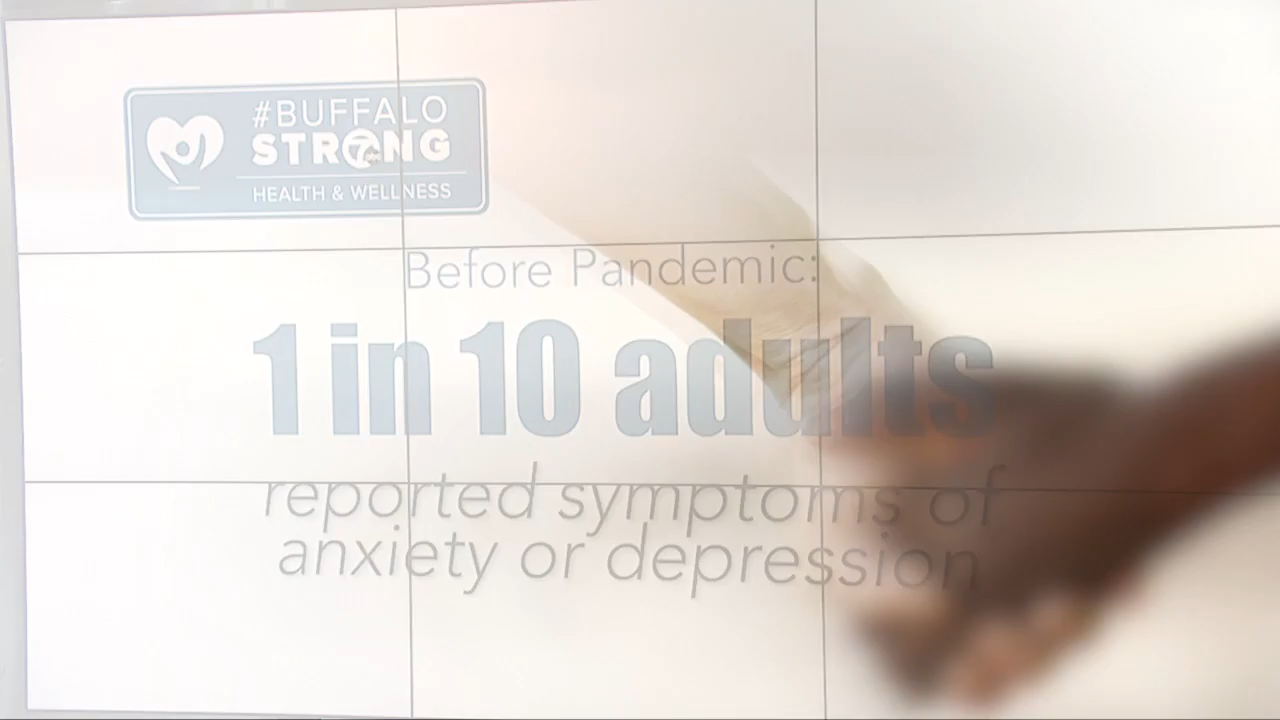 #BUFFALO
STRONG
HEALTH & WELLNESS
Before Pandemic:
1 in 10 adults
reported symptoms of
anxiety or depression